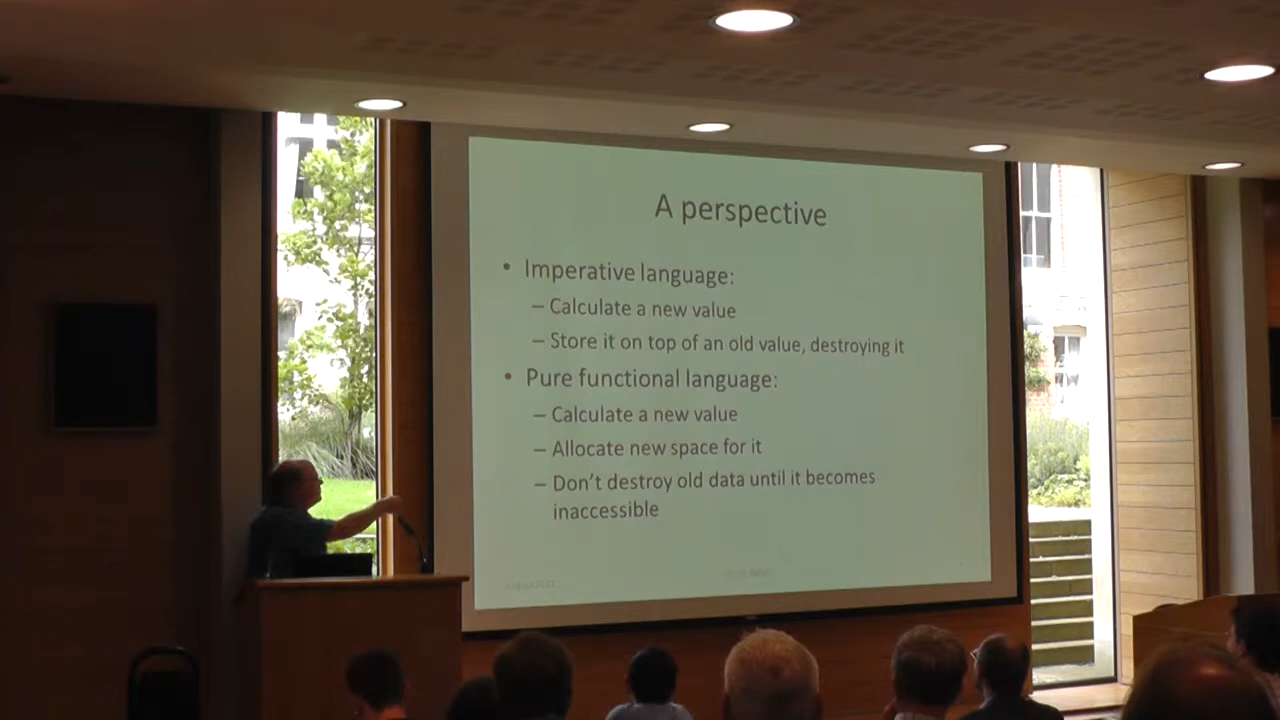 A perspective
• Imperative language:
– Calculate a new value
– Store it on top of an old value, destroying it
• Pure functional language:
– Calculate a new value
– Allocate new space for it
– Don't destroy old data until it becomes
inaccessible